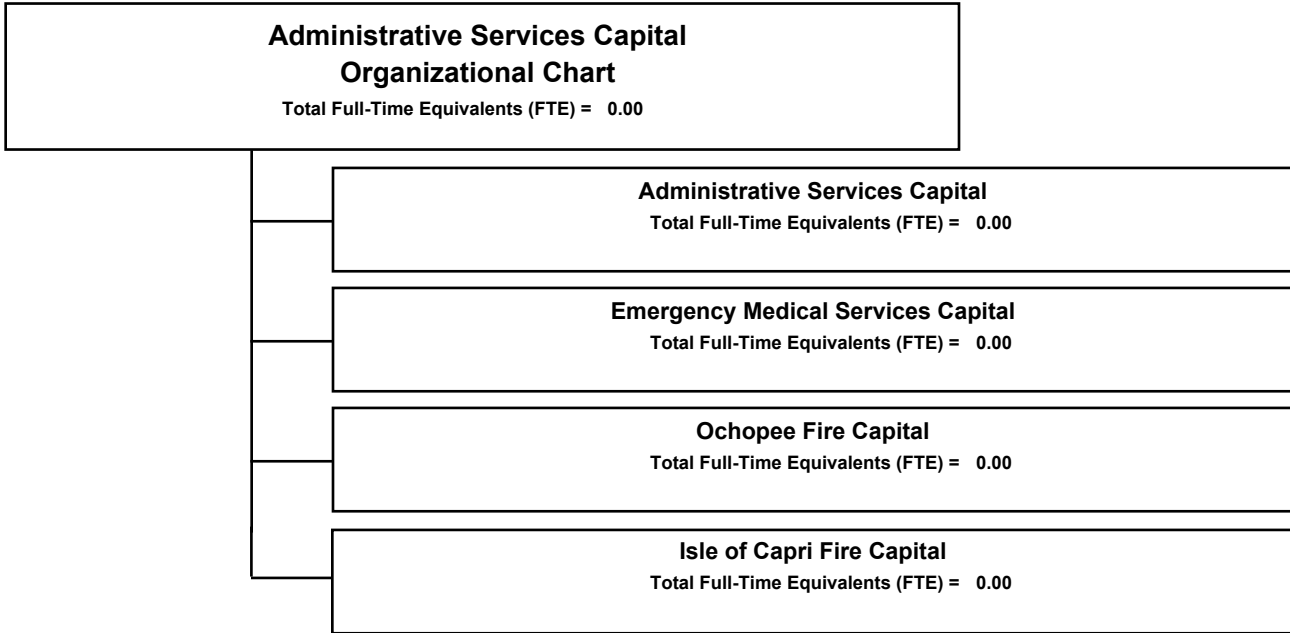 Administrative Services Capital
Organizational Chart
Total Full-Time Equivalents (FTE) = 0.00
Administrative Services Capital
Total Full-Time Equivalents (FTE) = 0.00
Emergency Medical Services Capital
Total Full-Time Equivalents (FTE) = 0.00
Ochopee Fire Capital
Total Full-Time Equivalents (FTE) = 0.00
Isle of Capri Fire Capital
Total Full-Time Equivalents (FTE) = 0.00